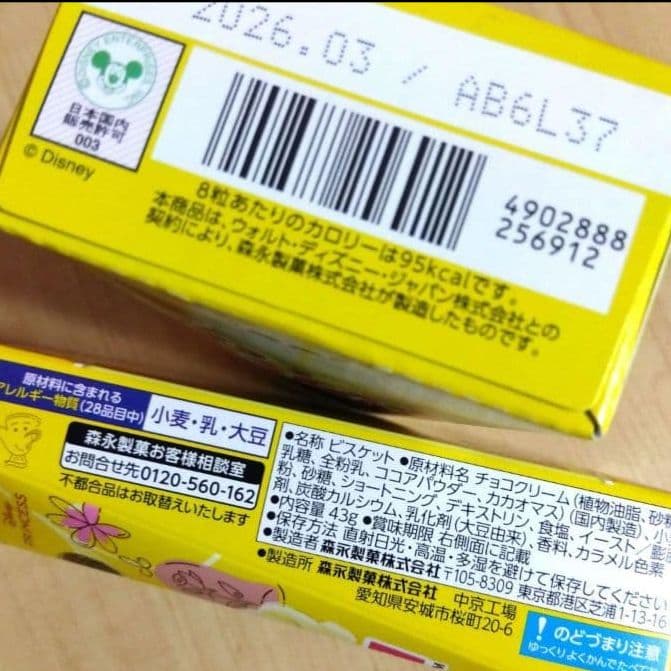 2026.03 / AB6L37
日本国内
販売許可
003
© Disney
4902888
256912
8粒あたりのカロリーは95kcalです。
本商品は、ウォルト・ディズニー・ジャパン株式会社との
契約により、森永製菓株式会社が製造したものです。
原材料に含まれる
アレルギー物質(28品目中)
小麦・乳・大豆
森永製菓お客様相談室
お問合せ先0120-560-162
不都合品はお取替えいたします
●名称 ビスケット ●原材料名 チョコクリーム(植物油脂、砂糖
乳糖、全粉乳、ココアパウダー、カカオマス)(国内製造)、小
粉、砂糖、ショートニング、デキストリン、食塩、イースト/膨
剤、炭酸カルシウム、乳化剤(大豆由来)、香料、カラメル色素
●内容量 43g ●賞味期限 右側面に記載
●保存方法 直射日光・高温・多湿を避けて保存してください
●製造者 森永製菓株式会社 〒105-8309 東京都港区芝浦1-13-16
●製造所 森永製菓株式会社 中京工場
愛知県安城市桜町20-6
! のどづまり注意
ゆっくりよくかんでたべて
PRINCESS